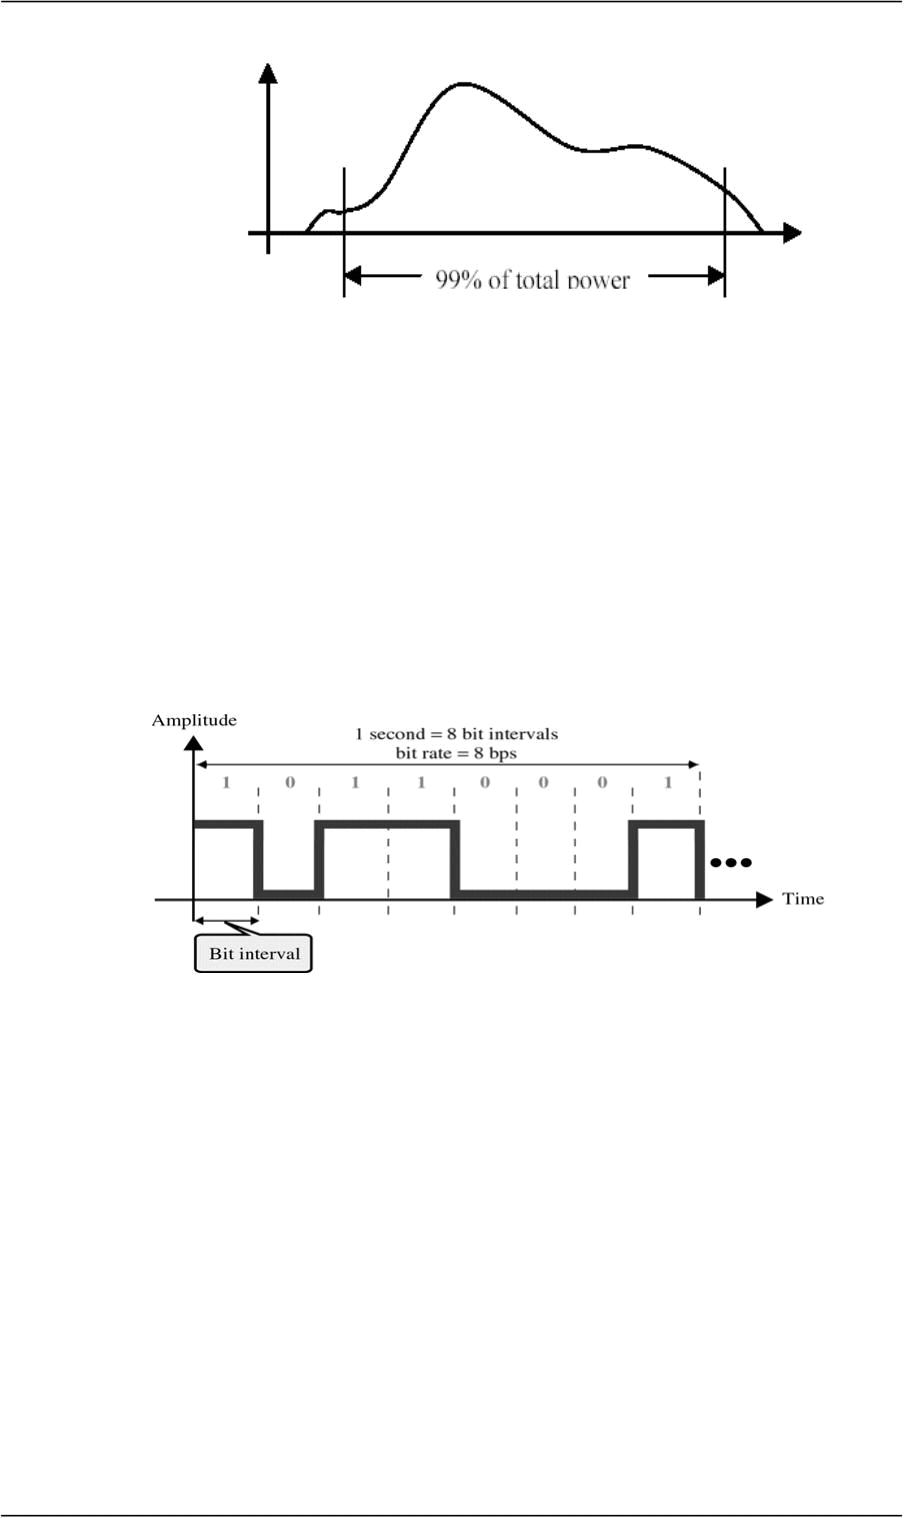 99% of total power
Amplitude
1 second = 8 bit intervals
bit rate = 8 bps
1 0 1 1 0 0 0 1
Time
Bit interval